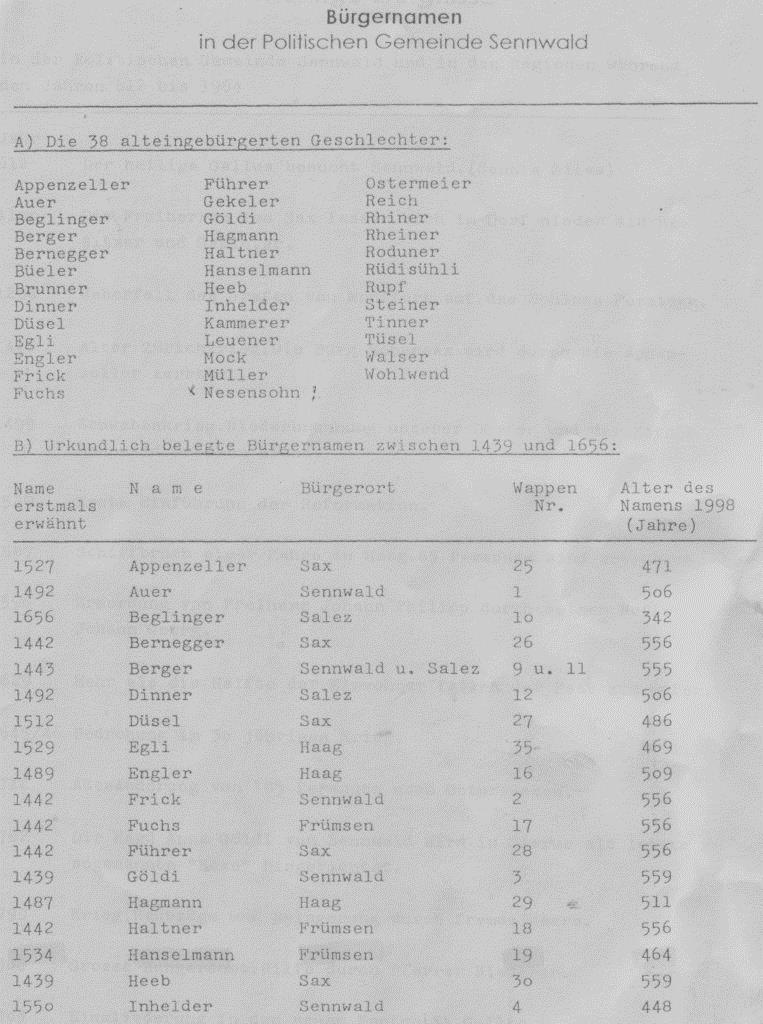 Bürgernamen
in der Politischen Gemeinde Sennwald
A) Die 38 alteingebürgerten Geschlechter:
Appenzeller Führer Ostermeier
Auer Gekeler Reich
Beglinger Göldi Rhiner
Berger Hagmann Rheiner
Bernegger Haltner Roduner
Büeler Hanselmann Rüdisühli
Brunner Heeb Rupf
Dinner Inhelder Steiner
Düsel Kammerer Tinner
Egli Leuener Tüsel
Engler Mock Walser
Frick Müller Wohlwend
Fuchs Nesensohn
B) Urkundlich belegte Bürgernamen zwischen 1439 und 1656:
Name N a m e Bürgerort Wappen Alter des
erstmals Nr. Namens 1998
erwähnt (Jahre)
1527 Appenzeller Sax 25 471
1492 Auer Sennwald 1 5o6
1656 Beglinger Salez 1o 342
1442 Bernegger Sax 26 556
1443 Berger Sennwald u. Salez 9 u. 11 555
1492 Dinner Salez 12 5o6
1512 Düsel Sax 27 486
1529 Egli Haag 35 469
1489 Engler Haag 16 5o9
1442 Frick Sennwald 2 556
1442 Fuchs Frümsen 17 556
1442 Führer Sax 28 556
1439 Göldi Sennwald 3 559
1487 Hagmann Haag 29 511
1442 Haltner Frümsen 18 556
1534 Hanselmann Frümsen 19 464
1439 Heeb Sax 3o 559
155o Inhelder Sennwald 4 448